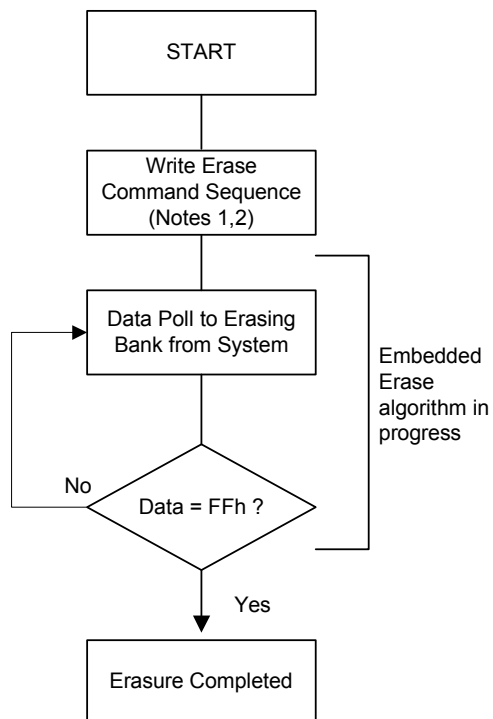 START
Write Erase
Command Sequence
(Notes 1,2)
Data Poll to Erasing
Bank from System
Embedded
Erase
algorithm in
progress
No
Data = FFh ?
Yes
Erasure Completed